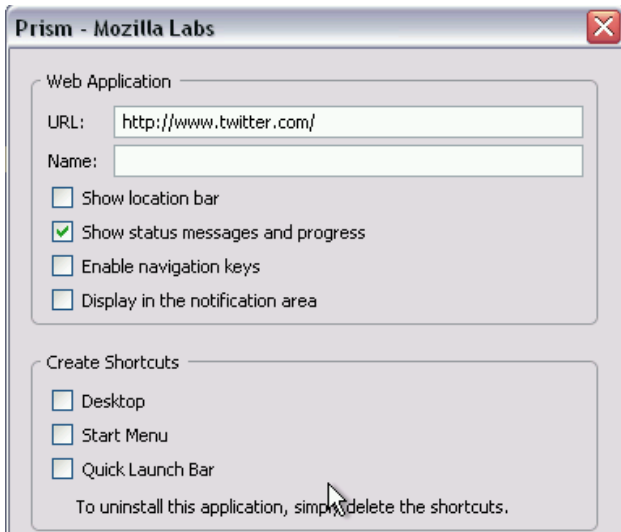 Prism - Mozilla Labs
Web Application
URL: http://www.twitter.com/
Name:
Show location bar
Show status messages and progress
Enable navigation keys
Display in the notification area
Create Shortcuts
Desktop
Start Menu
Quick Launch Bar
To uninstall this application, simply delete the shortcuts.